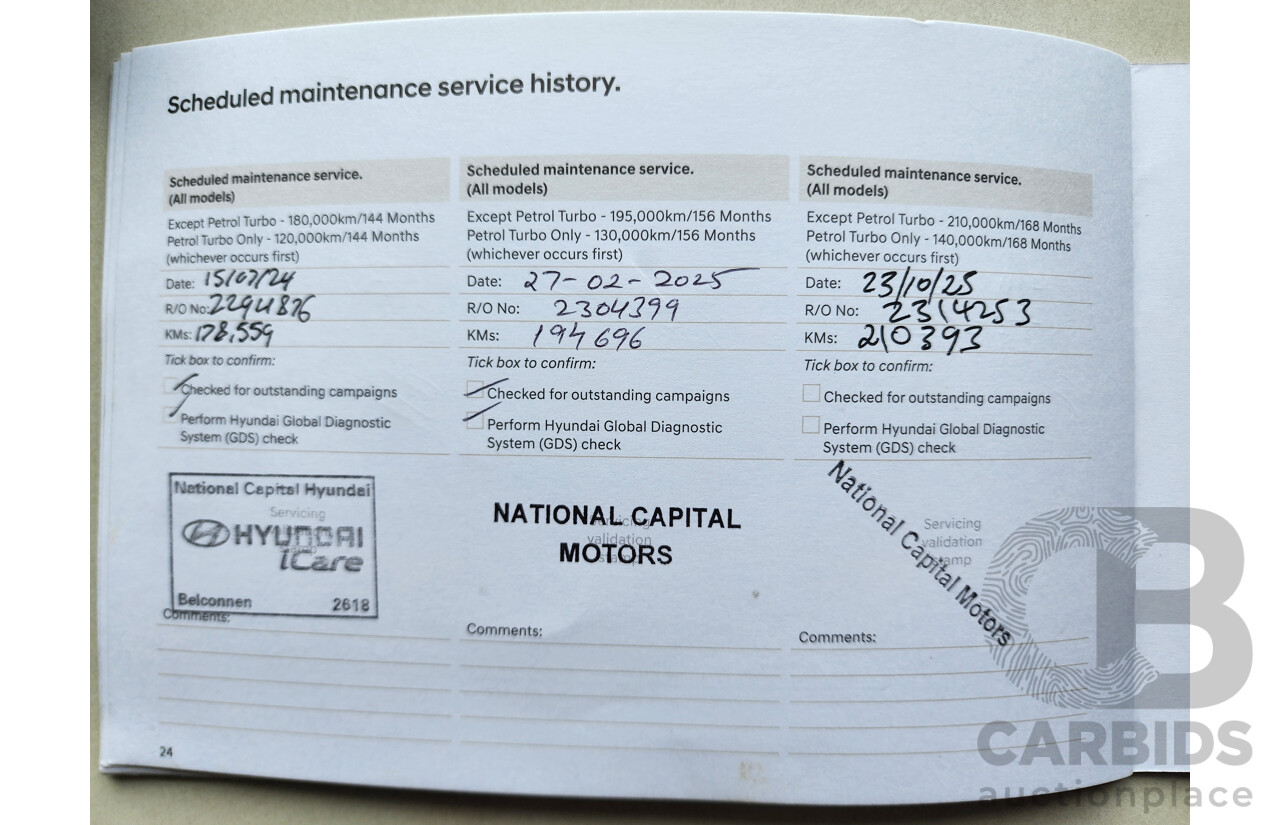 Scheduled maintenance service history.
Scheduled maintenance service.
(All models)
Except Petrol Turbo - 180,000km/144 Months
Petrol Turbo Only - 120,000km/144 Months
(whichever occurs first)
Date: 15/07/24
R/O No: 2294876
KMs: 178,559
Tick box to confirm:
Checked for outstanding campaigns
Perform Hyundai Global Diagnostic
System (GDS) check
National Capital Hyundai
Servicing
HYUNDAI
iCare
Belconnen 2618
Comments:
Scheduled maintenance service.
(All models)
Except Petrol Turbo - 195,000km/156 Months
Petrol Turbo Only - 130,000km/156 Months
(whichever occurs first)
Date: 27-02-2025
R/O No: 2304399
KMs: 194696
Tick box to confirm:
Checked for outstanding campaigns
Perform Hyundai Global Diagnostic
System (GDS) check
NATIONAL CAPITAL
MOTORS
Servicing
validation
stamp
Comments:
Scheduled maintenance service.
(All models)
Except Petrol Turbo - 210,000km/168 Months
Petrol Turbo Only - 140,000km/168 Months
(whichever occurs first)
Date: 23/10/25
R/O No: 2314253
KMs: 210393
Tick box to confirm:
Checked for outstanding campaigns
Perform Hyundai Global Diagnostic
System (GDS) check
National Capital Motors
Servicing
validation
stamp
Comments:
24
CB
CARBIDS
auctionplace